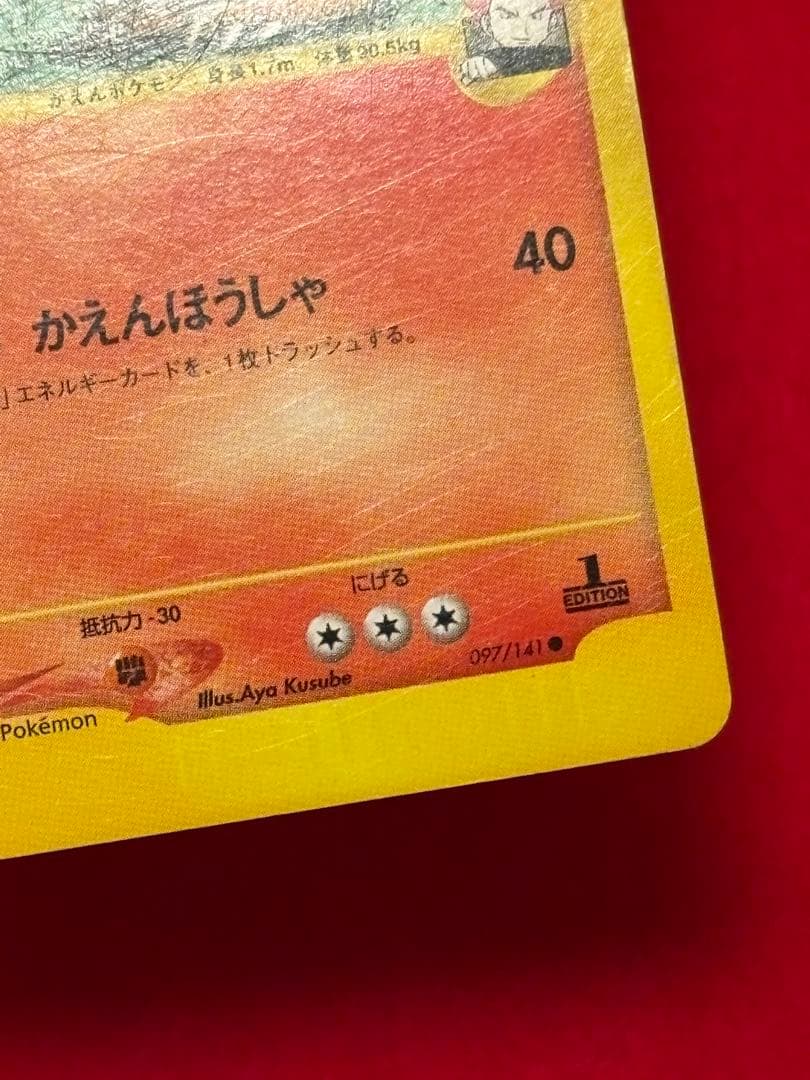 かえんポケモン 身長1.7m 体重90.5kg
かえんほうしゃ 40
」エネルギーカードを、1枚トラッシュする。
にげる
抵抗力 -30
1
EDITION
097/141●
Illus.Aya Kusube
Pokémon